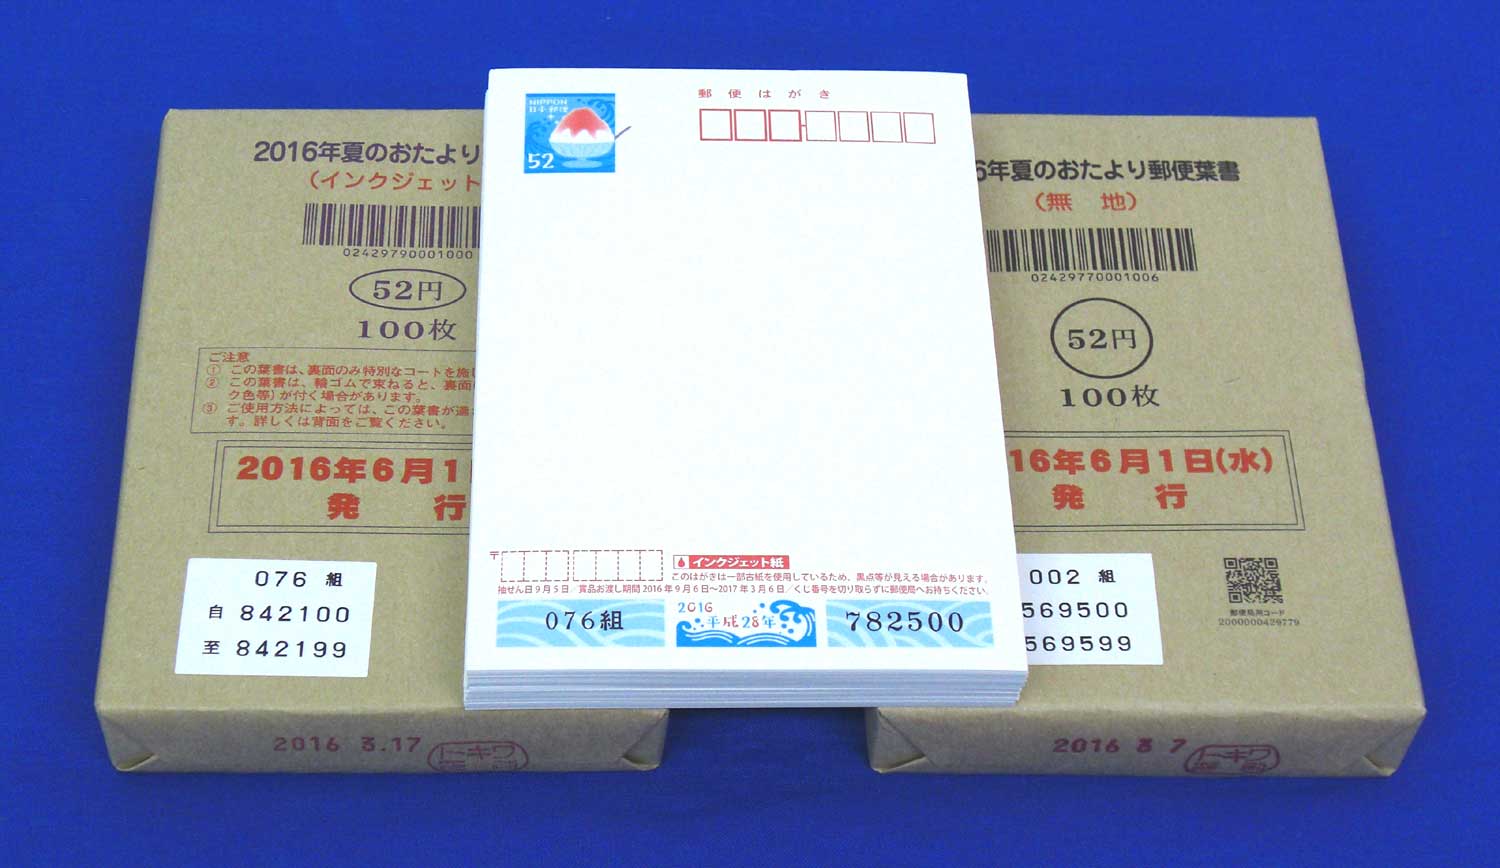 2016年夏のおたより
(インクジェット
02429790001000
52円
100枚
ご注意
① この葉書は、裏面のみ特別なコートを施し
② この葉書は、輪ゴムで束ねると、裏面に
ク色等)が付く場合があります。
③ ご使用方法によっては、この葉書が適
す。詳しくは背面をご覧ください。
2016年6月1
発 行
076 組
自 842100
至 842199
2016 3.17
トキワ
NIPPON
日本郵便
52
郵便はがき
〒
インクジェット紙
このはがきは一部古紙を使用しているため、黒点等が見える場合があります。
抽せん日9月5日/賞品お渡し期間2016年9月6日~2017年3月6日/くじ番号を切り取らずに郵便局へお持ちください。
076組
2016
平成28年
782500
6年夏のおたより郵便葉書
(無 地)
02429770001006
52円
100枚
16年6月1日(水)
発 行
002 組
569500
569599
郵便局用コード
2000000429779
2016 3 7
トキワ